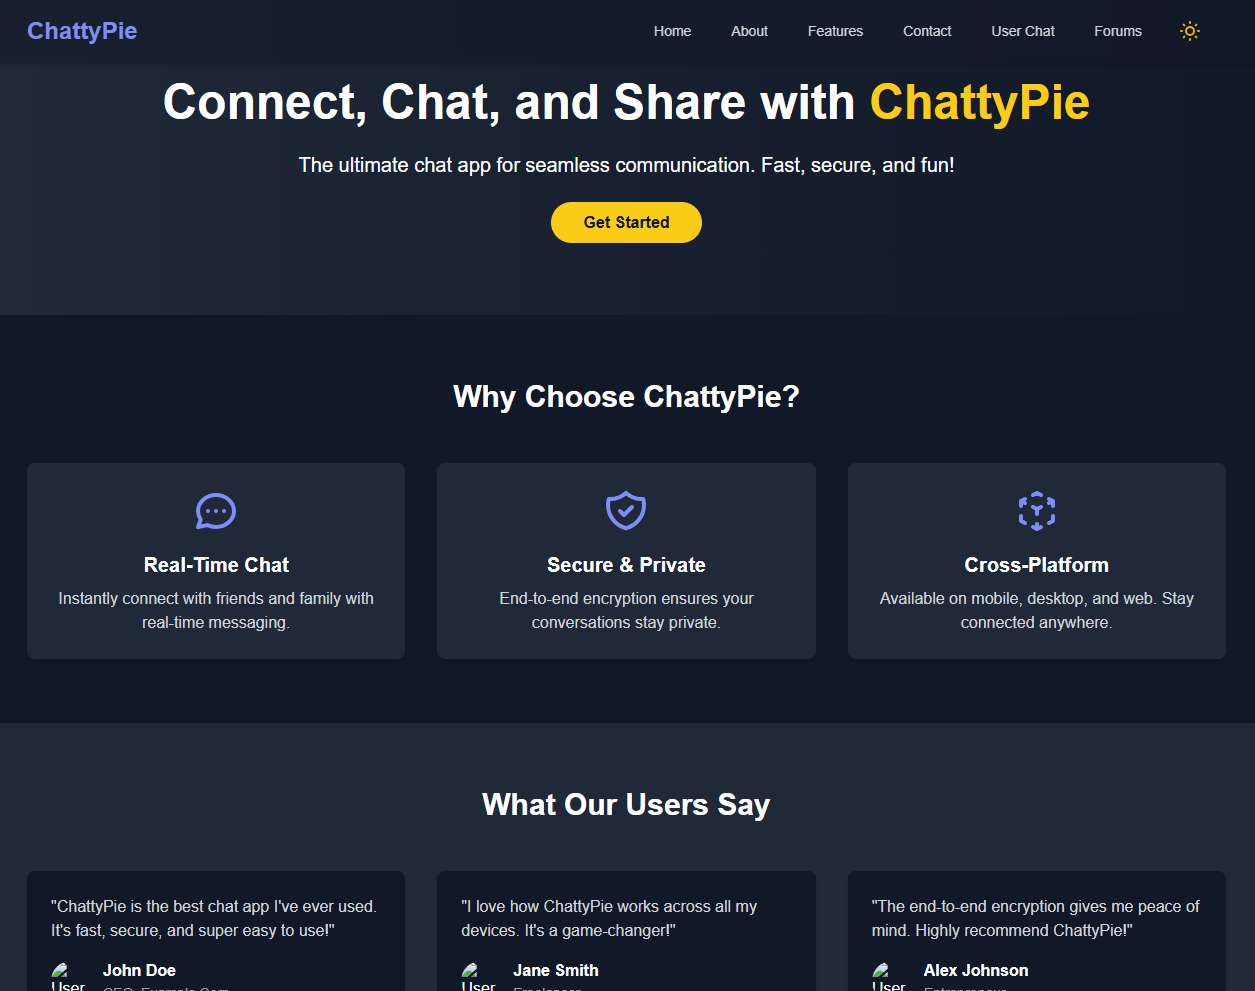 ChattyPie
Home About Features Contact User Chat Forums
Connect, Chat, and Share with ChattyPie
The ultimate chat app for seamless communication. Fast, secure, and fun!
Get Started
Why Choose ChattyPie?
Real-Time Chat
Instantly connect with friends and family with
real-time messaging.
Secure & Private
End-to-end encryption ensures your
conversations stay private.
Cross-Platform
Available on mobile, desktop, and web. Stay
connected anywhere.
What Our Users Say
"ChattyPie is the best chat app I've ever used.
It's fast, secure, and super easy to use!"
User
John Doe
CEO, Example Corp
"I love how ChattyPie works across all my
devices. It's a game-changer!"
User
Jane Smith
Freelancer
"The end-to-end encryption gives me peace of
mind. Highly recommend ChattyPie!"
User
Alex Johnson
Entrepreneur